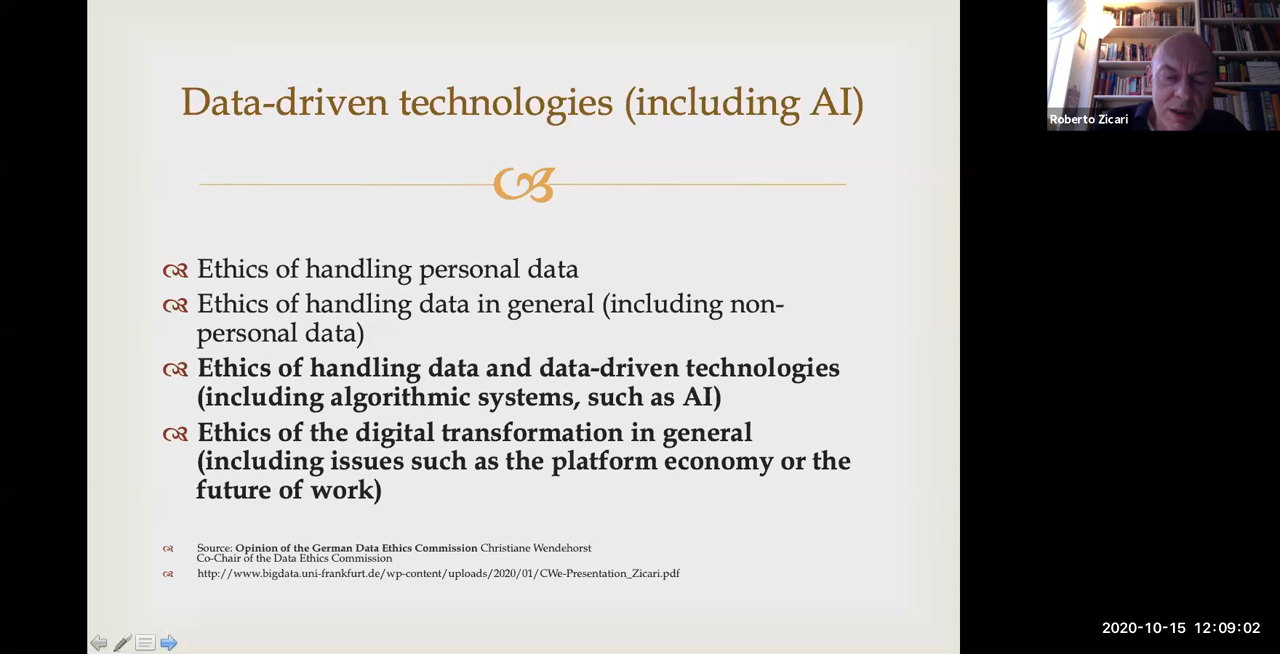 Data-driven technologies (including AI)
Ethics of handling personal data
Ethics of handling data in general (including non-
personal data)
Ethics of handling data and data-driven technologies
(including algorithmic systems, such as AI)
Ethics of the digital transformation in general
(including issues such as the platform economy or the
future of work)
Source: Opinion of the German Data Ethics Commission Christiane Wendehorst
Co-Chair of the Data Ethics Commission
http://www.bigdata.uni-frankfurt.de/wp-content/uploads/2020/01/CWe-Presentation_Zicari.pdf
Roberto Zicari
2020-10-15 12:09:02